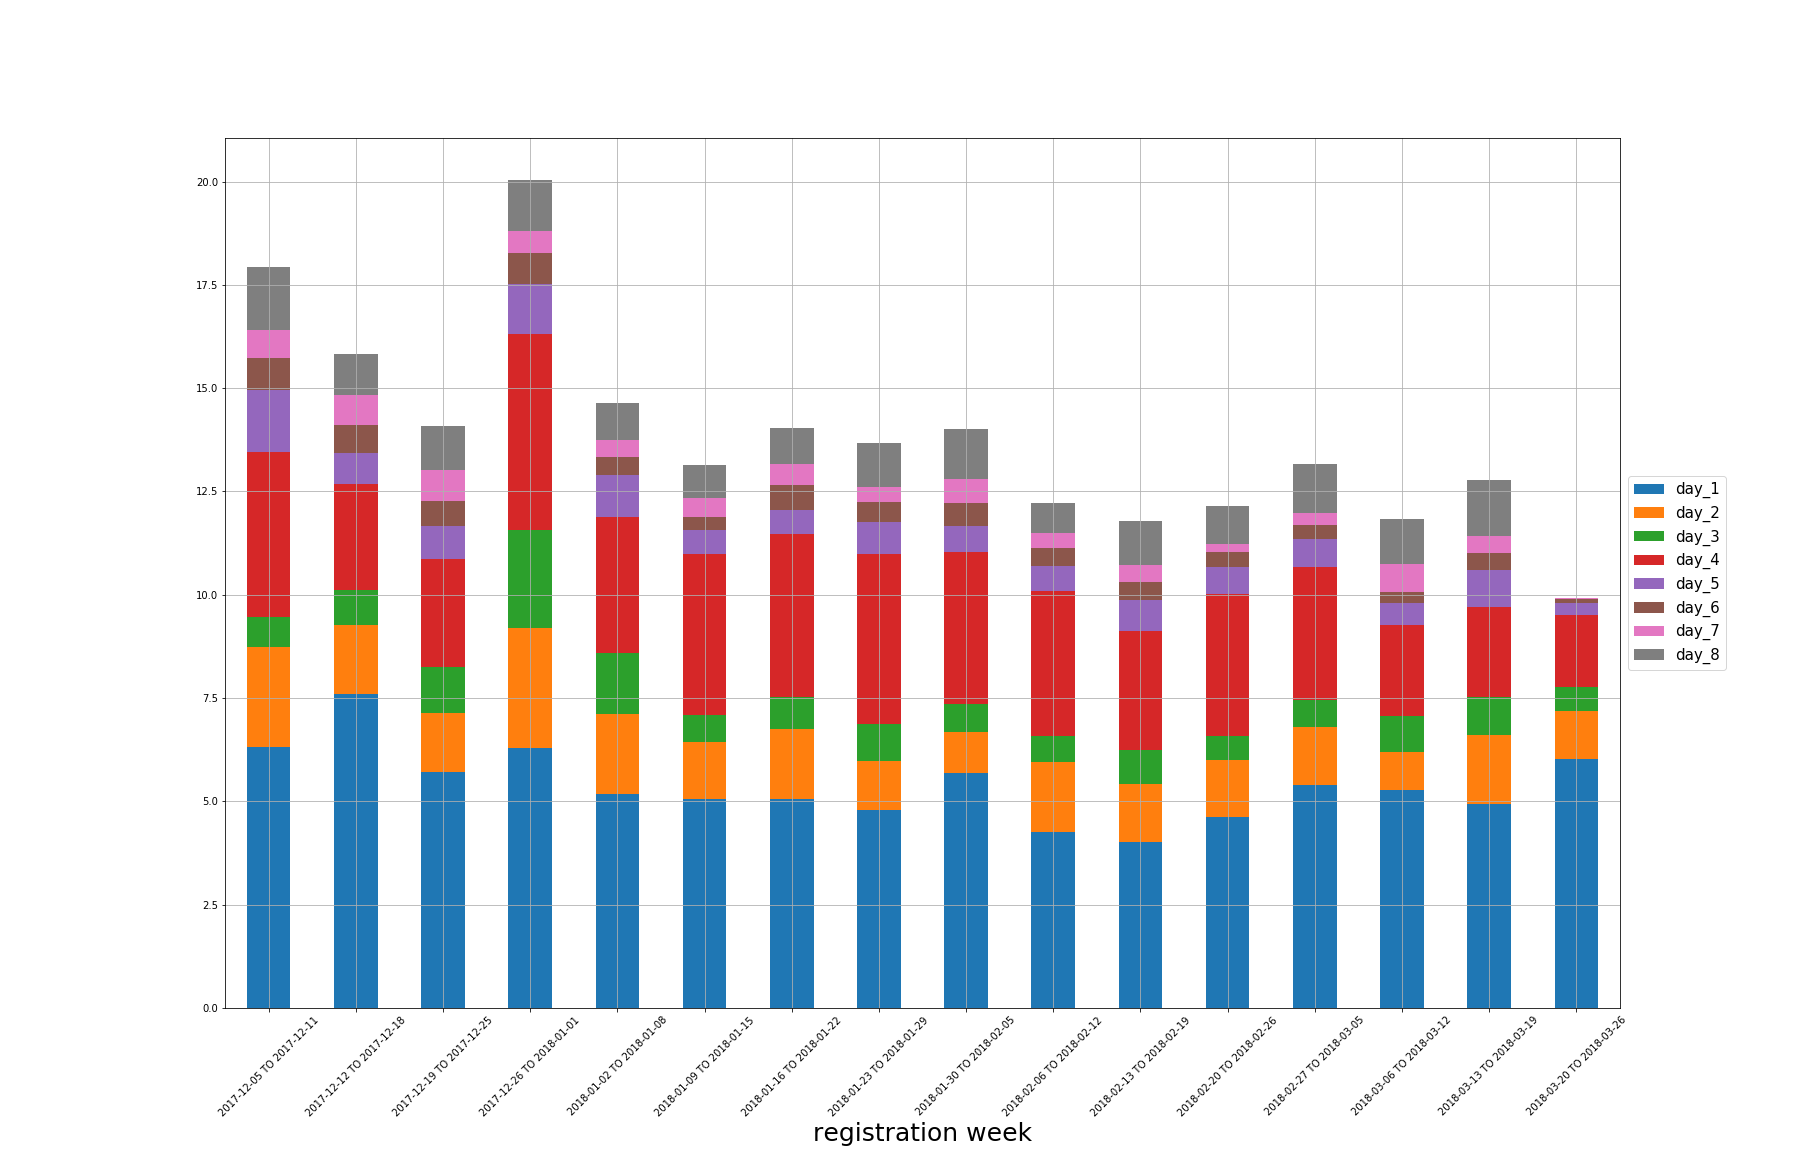 20.0
17.5
15.0
12.5
10.0
7.5
5.0
2.5
0.0
day_1
day_2
day_3
day_4
day_5
day_6
day_7
day_8
2017-12-05 TO 2017-12-11
2017-12-12 TO 2017-12-18
2017-12-19 TO 2017-12-25
2017-12-26 TO 2018-01-01
2018-01-02 TO 2018-01-08
2018-01-09 TO 2018-01-15
2018-01-16 TO 2018-01-22
2018-01-23 TO 2018-01-29
2018-01-30 TO 2018-02-05
2018-02-06 TO 2018-02-12
2018-02-13 TO 2018-02-19
2018-02-20 TO 2018-02-26
2018-02-27 TO 2018-03-05
2018-03-06 TO 2018-03-12
2018-03-13 TO 2018-03-19
2018-03-20 TO 2018-03-26
registration week